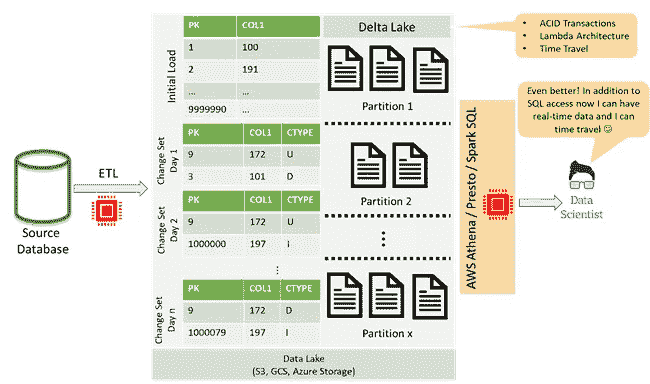 Source
Database
ETL
Initial Load
PK COL1
1 100
2 191
... ...
9999990 ...
Change Set
Day 1
PK COL1 CTYPE
9 172 U
3 101 D
Change Set
Day 2
PK COL1 CTYPE
9 172 U
1000000 197 I
Change Set
Day n
PK COL1 CTYPE
9 172 D
1000079 197 I
Delta Lake
Partition 1
Partition 2
Partition x
Data Lake
(S3, GCS, Azure Storage)
• ACID Transactions
• Lambda Architecture
• Time Travel
AWS Athena / Presto / Spark SQL
Even better! In addition to
SQL access now I can have
real-time data and I can
time travel ☺
Data
Scientist